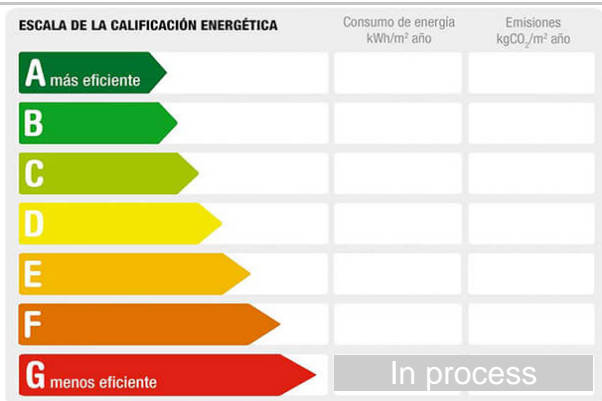 ESCALA DE LA CALIFICACIÓN ENERGÉTICA
Consumo de energía
kWh/m² año
Emisiones
kgCO₂/m² año
A más eficiente
B
C
D
E
F
G menos eficiente
In process